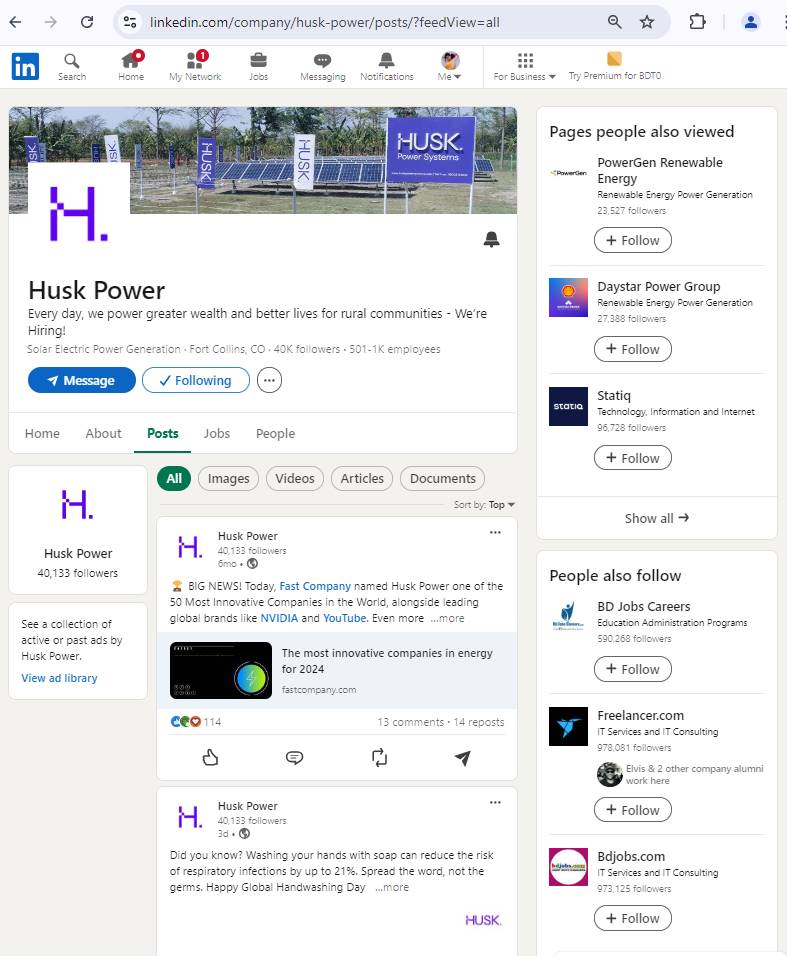 linkedin.com/company/husk-power/posts/?feedView=all
in
Search
Home
1
My Network
Jobs
Messaging
Notifications
Me
For Business
Try Premium for BDT0
HUSK
HUSK
HUSK
HUSK
HUSK.
Power Systems
H.
Husk Power
Every day, we power greater wealth and better lives for rural communities - We're
Hiring!
Solar Electric Power Generation · Fort Collins, CO · 40K followers · 501-1K employees
Message
Following
Home
About
Posts
Jobs
People
H.
Husk Power
40,133 followers
See a collection of
active or past ads by
Husk Power.
View ad library
All
Images
Videos
Articles
Documents
Sort by: Top
H.
Husk Power
40,133 followers
6mo •
BIG NEWS! Today, Fast Company named Husk Power one of the
50 Most Innovative Companies in the World, alongside leading
global brands like NVIDIA and YouTube. Even more ...more
ENERGY
The most innovative companies in energy
for 2024
fastcompany.com
114
13 comments · 14 reposts
H.
Husk Power
40,133 followers
3d •
Did you know? Washing your hands with soap can reduce the risk
of respiratory infections by up to 21%. Spread the word, not the
germs. Happy Global Handwashing Day ...more
HUSK.
Pages people also viewed
PowerGen
PowerGen Renewable
Energy
Renewable Energy Power Generation
23,527 followers
+ Follow
Daystar Power Group
Renewable Energy Power Generation
27,388 followers
+ Follow
STATIQ
Statiq
Technology, Information and Internet
96,728 followers
+ Follow
Show all →
People also follow
BD Jobs Careers
Education Administration Programs
590,268 followers
+ Follow
Freelancer.com
IT Services and IT Consulting
978,081 followers
Elvis & 2 other company alumni
work here
+ Follow
bdjobs.com
Bdjobs.com
IT Services and IT Consulting
973,125 followers
+ Follow